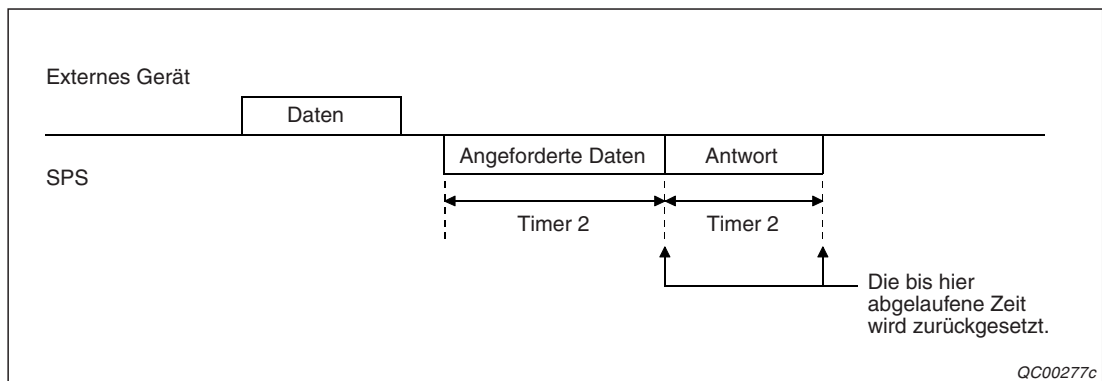 Externes Gerät
Daten
Angeforderte Daten
Antwort
SPS
Timer 2
Timer 2
Die bis hier
abgelaufene Zeit
wird zurückgesetzt.
QC00277c